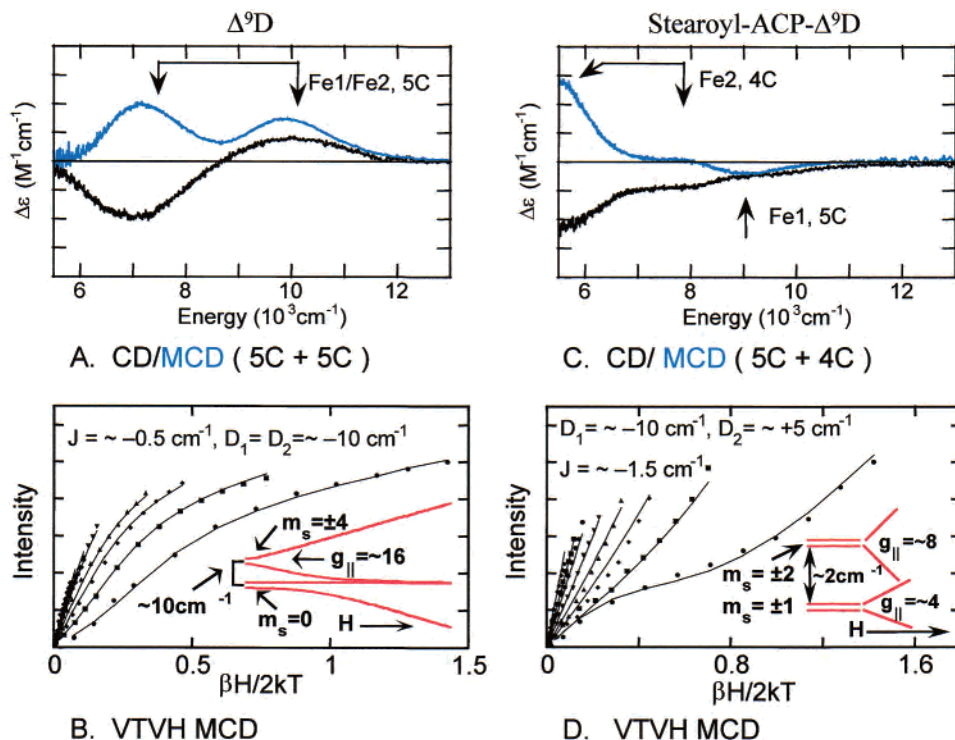 Δ⁹D
Fe1/Fe2, 5C
Δε (M⁻¹cm⁻¹)
6 8 10 12
Energy (10³cm⁻¹)
A. CD/MCD ( 5C + 5C )
Stearoyl-ACP-Δ⁹D
Fe2, 4C
Δε (M⁻¹cm⁻¹)
Fe1, 5C
6 8 10 12
Energy (10³cm⁻¹)
C. CD/ MCD ( 5C + 4C )
J = ~ −0.5 cm⁻¹, D₁= D₂=~ −10 cm⁻¹
Intensity
mₛ=±4
g||=~16
~10cm⁻¹
mₛ=0
H
0 0.5 1 1.5
βH/2kT
B. VTVH MCD
D₁= ~ −10 cm⁻¹, D₂= ~ +5 cm⁻¹
J = ~ −1.5 cm⁻¹
Intensity
g||=~8
mₛ=±2
~2cm⁻¹
mₛ=±1
g||=~4
H
0 0.8 1.6
βH/2kT
D. VTVH MCD